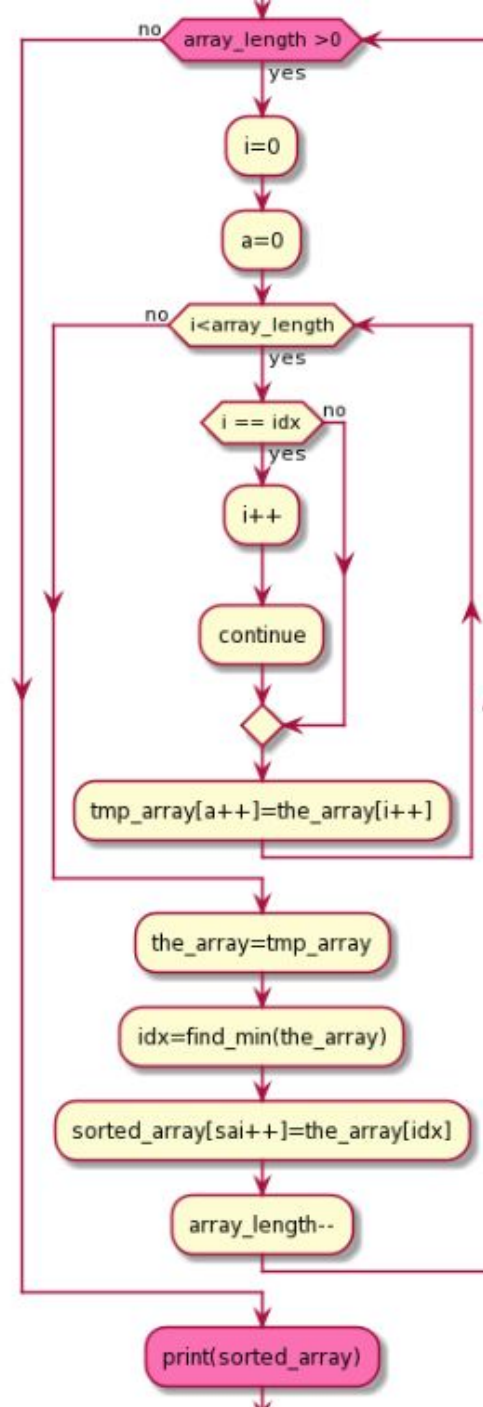 no
array_length >0
yes
i=0
a=0
no
i<array_length
yes
i == idx
no
yes
i++
continue
tmp_array[a++]=the_array[i++]
the_array=tmp_array
idx=find_min(the_array)
sorted_array[sai++]=the_array[idx]
array_length--
print(sorted_array)